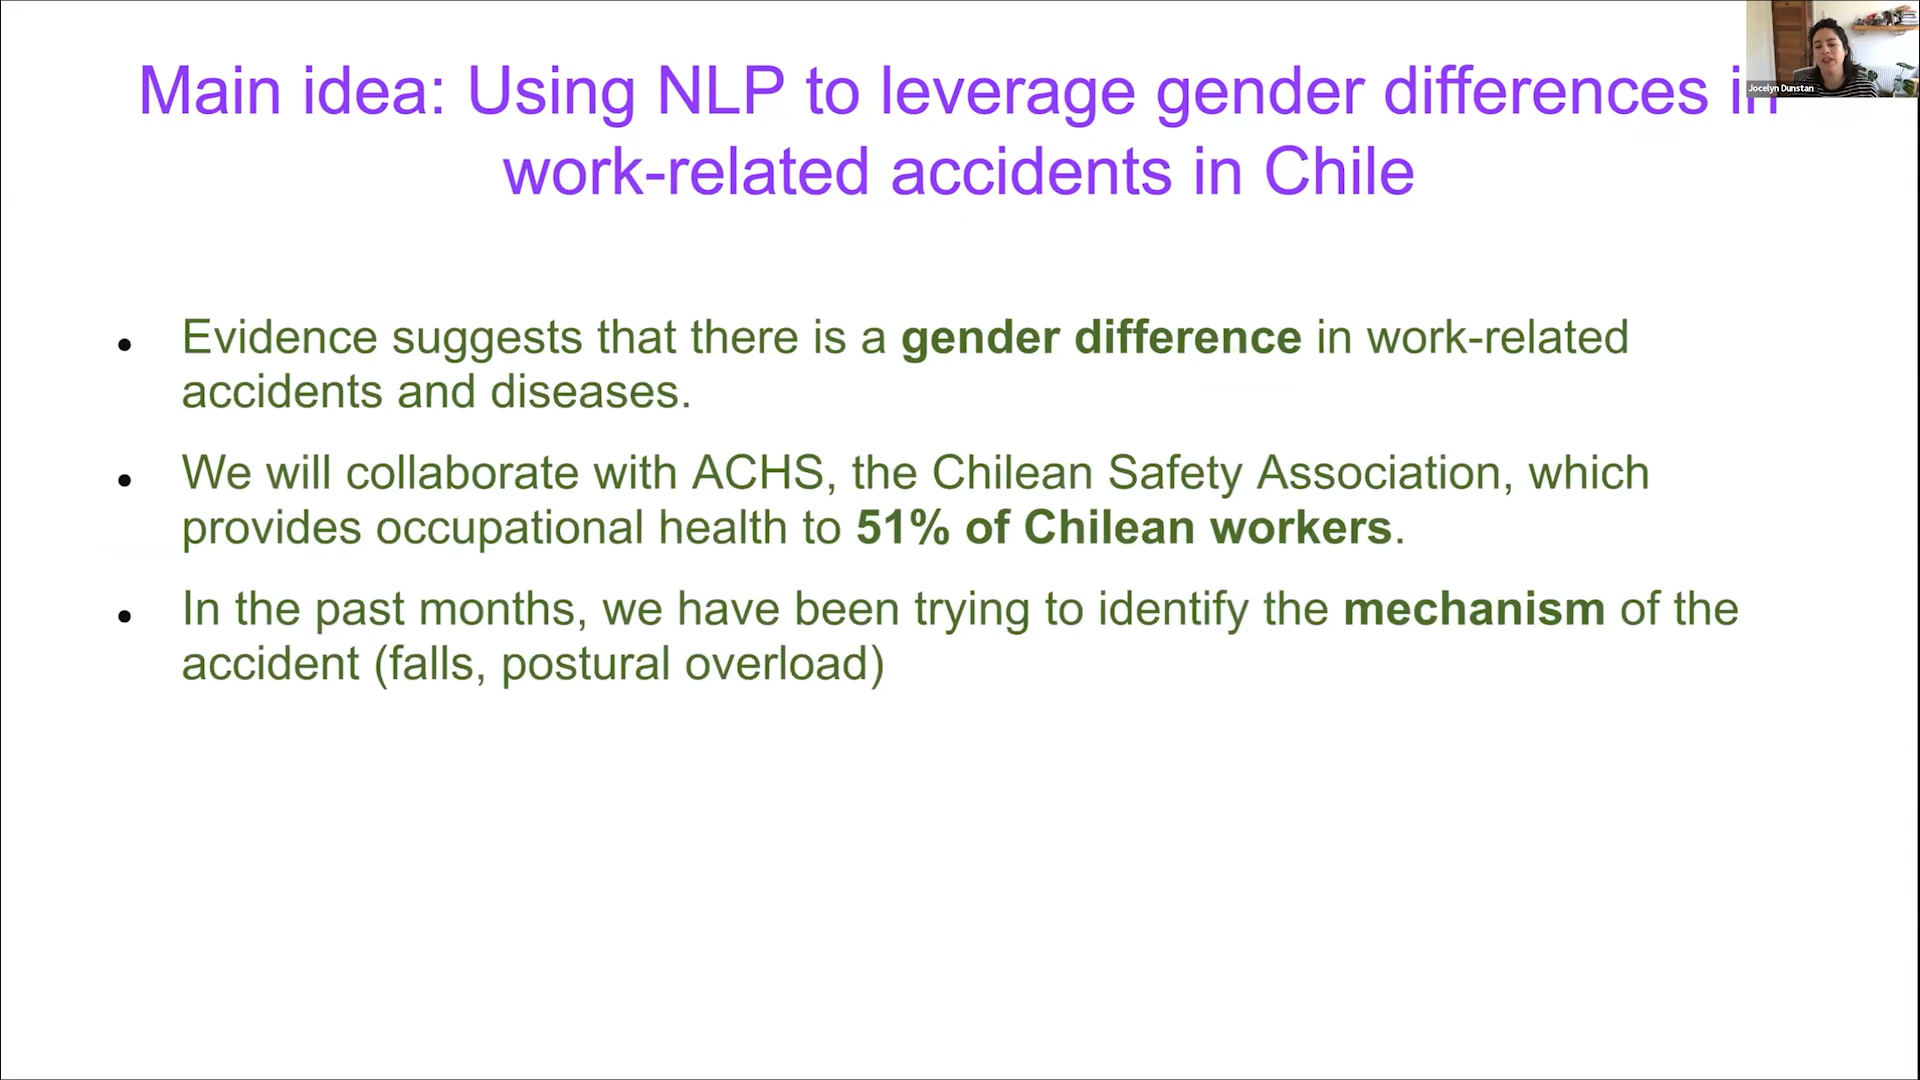 Main idea: Using NLP to leverage gender differences in
work-related accidents in Chile
Jocelyn Dunstan
• Evidence suggests that there is a gender difference in work-related
accidents and diseases.
• We will collaborate with ACHS, the Chilean Safety Association, which
provides occupational health to 51% of Chilean workers.
• In the past months, we have been trying to identify the mechanism of the
accident (falls, postural overload)